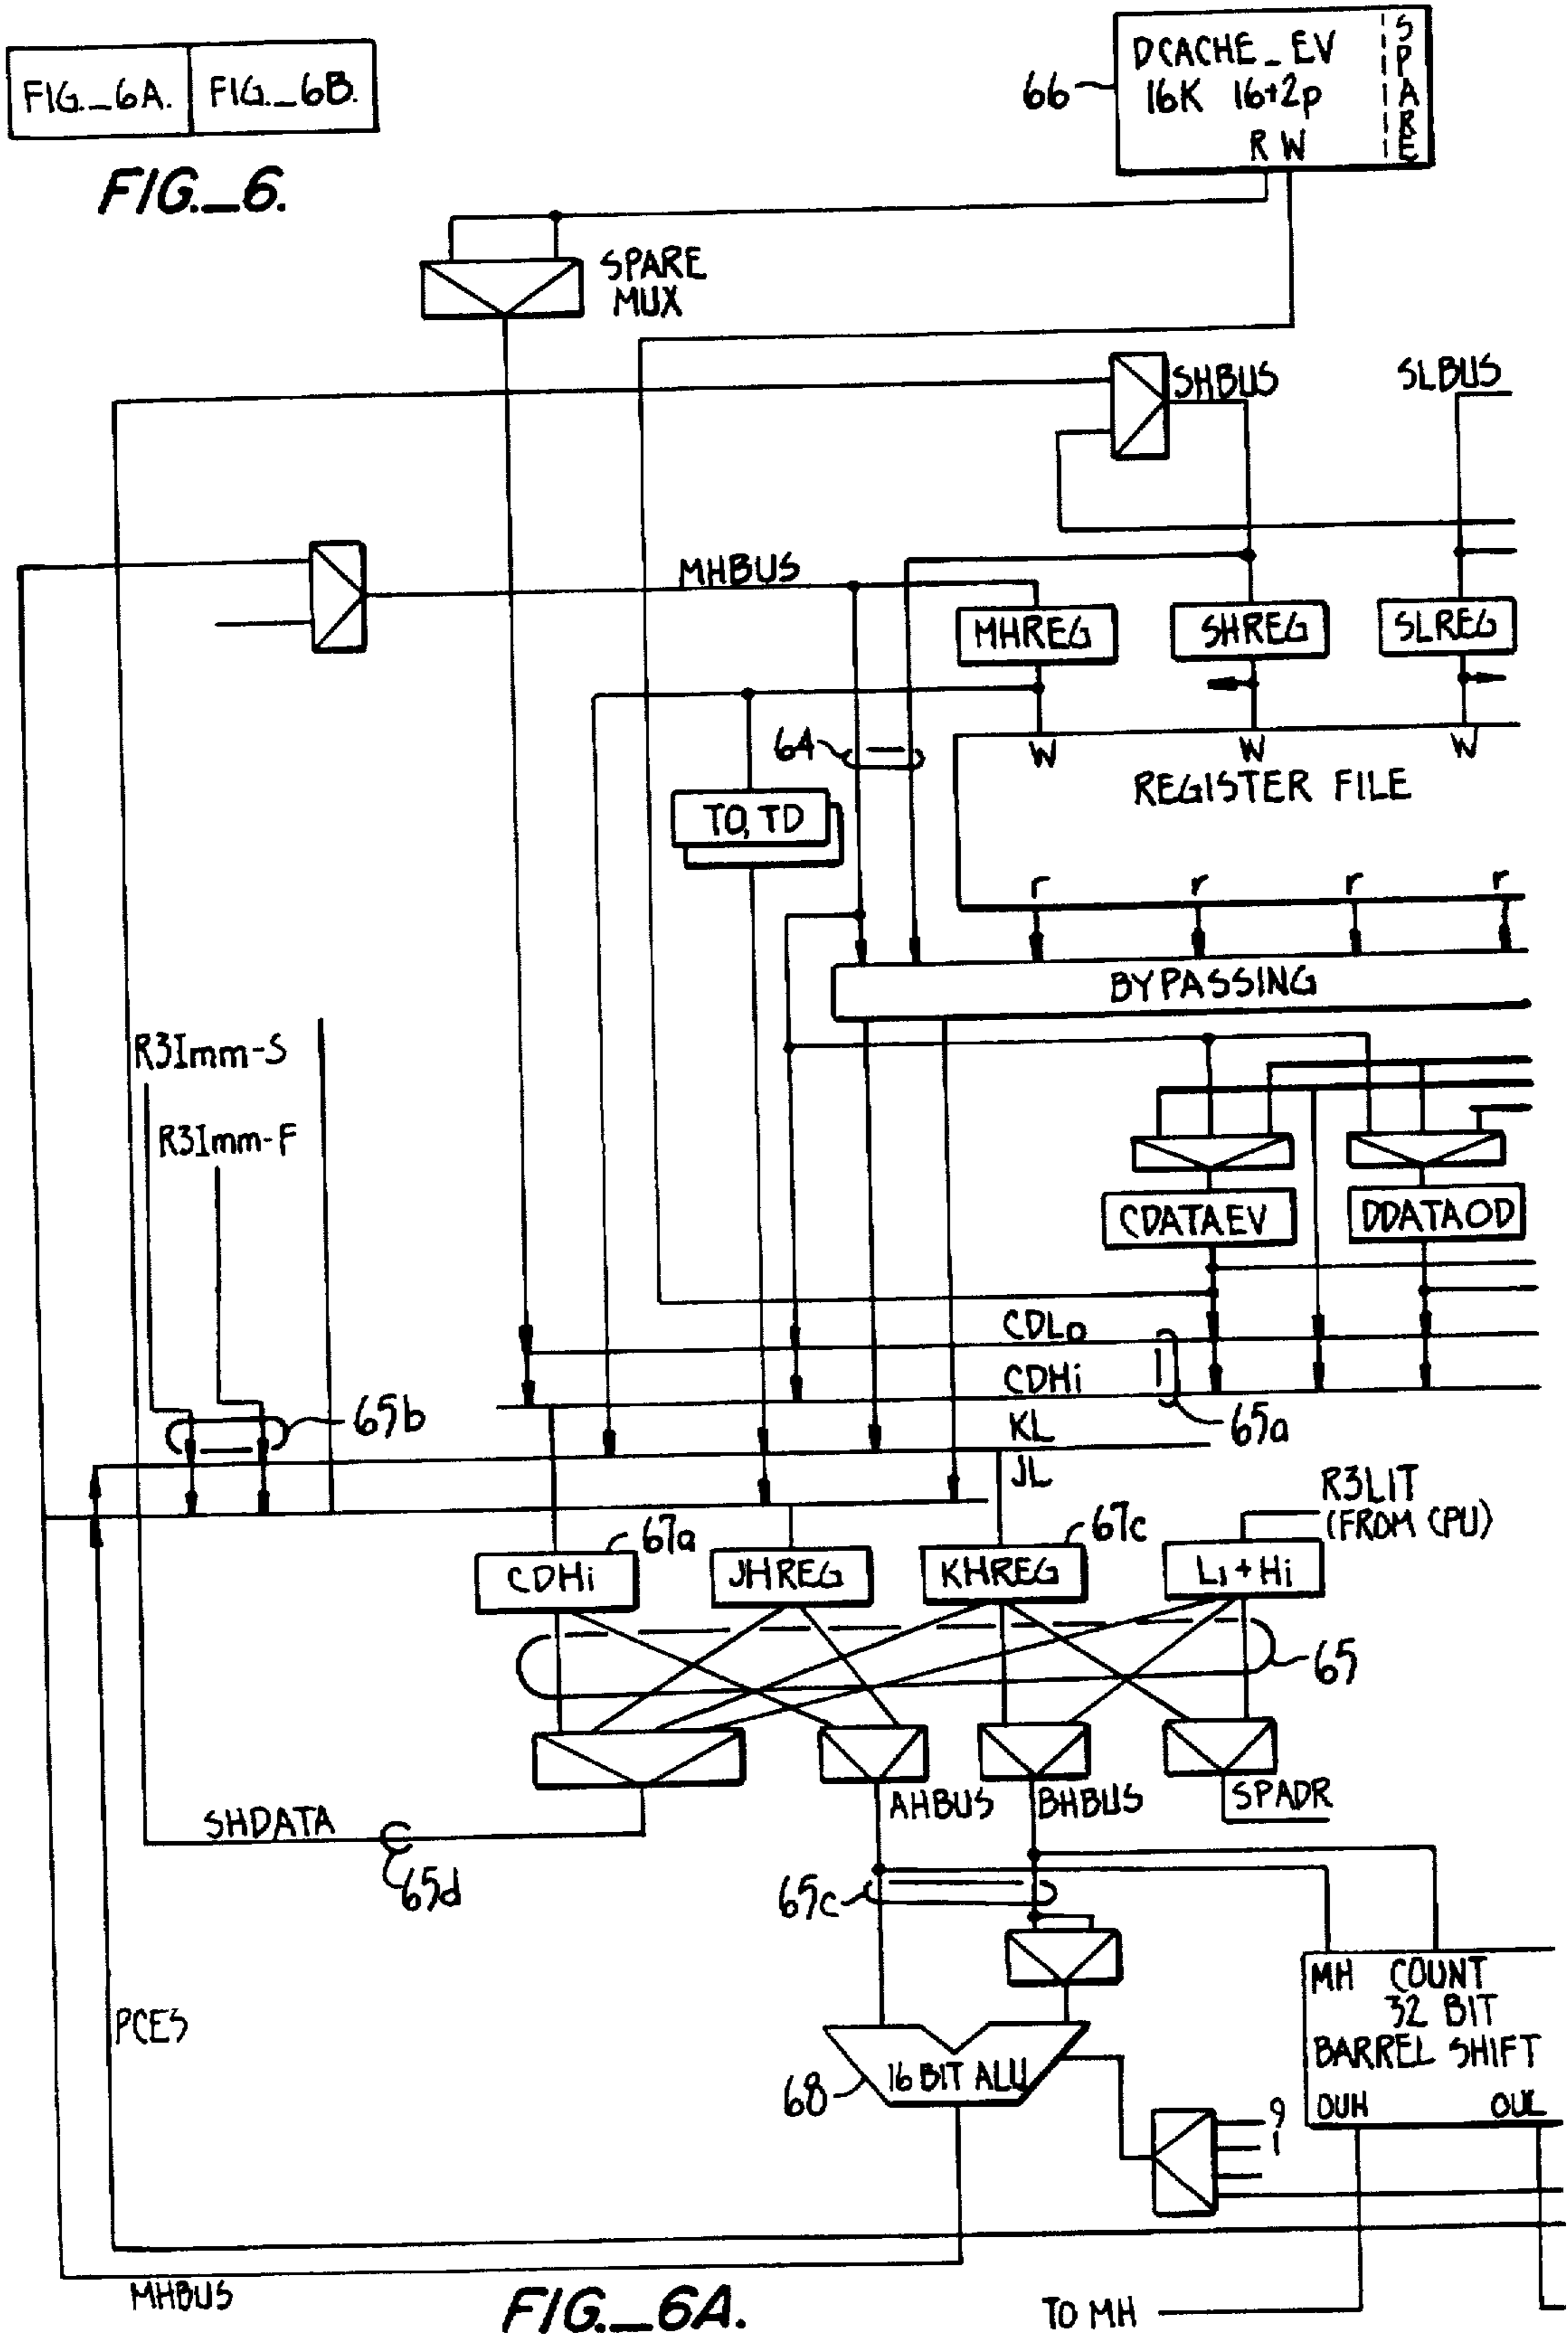 FIG._6A. FIG._6B.
FIG._6.
66
DCACHE_EV
16K 16+2p
R W
SPARE
SPARE
MUX
SHBUS
SLBUS
MHBUS
MHREG
SHREG
SLREG
64
W W W
REGISTER FILE
TO, TD
r r r r
BYPASSING
R3Imm-S
R3Imm-F
CDATAEV
DDATAOD
CDLo
CDHi
65a
65b
KL
JL
R3LIT
(FROM CPU)
67a
67c
CDHi
JHREG
KHREG
L1+Hi
65
AHBUS
BHBUS
SPADR
SHDATA
65d
65c
MH COUNT
32 BIT
BARREL SHIFT
OUH OUL
PCES
16 BIT ALU
68
9
1
MHBUS
FIG._6A.
TO MH